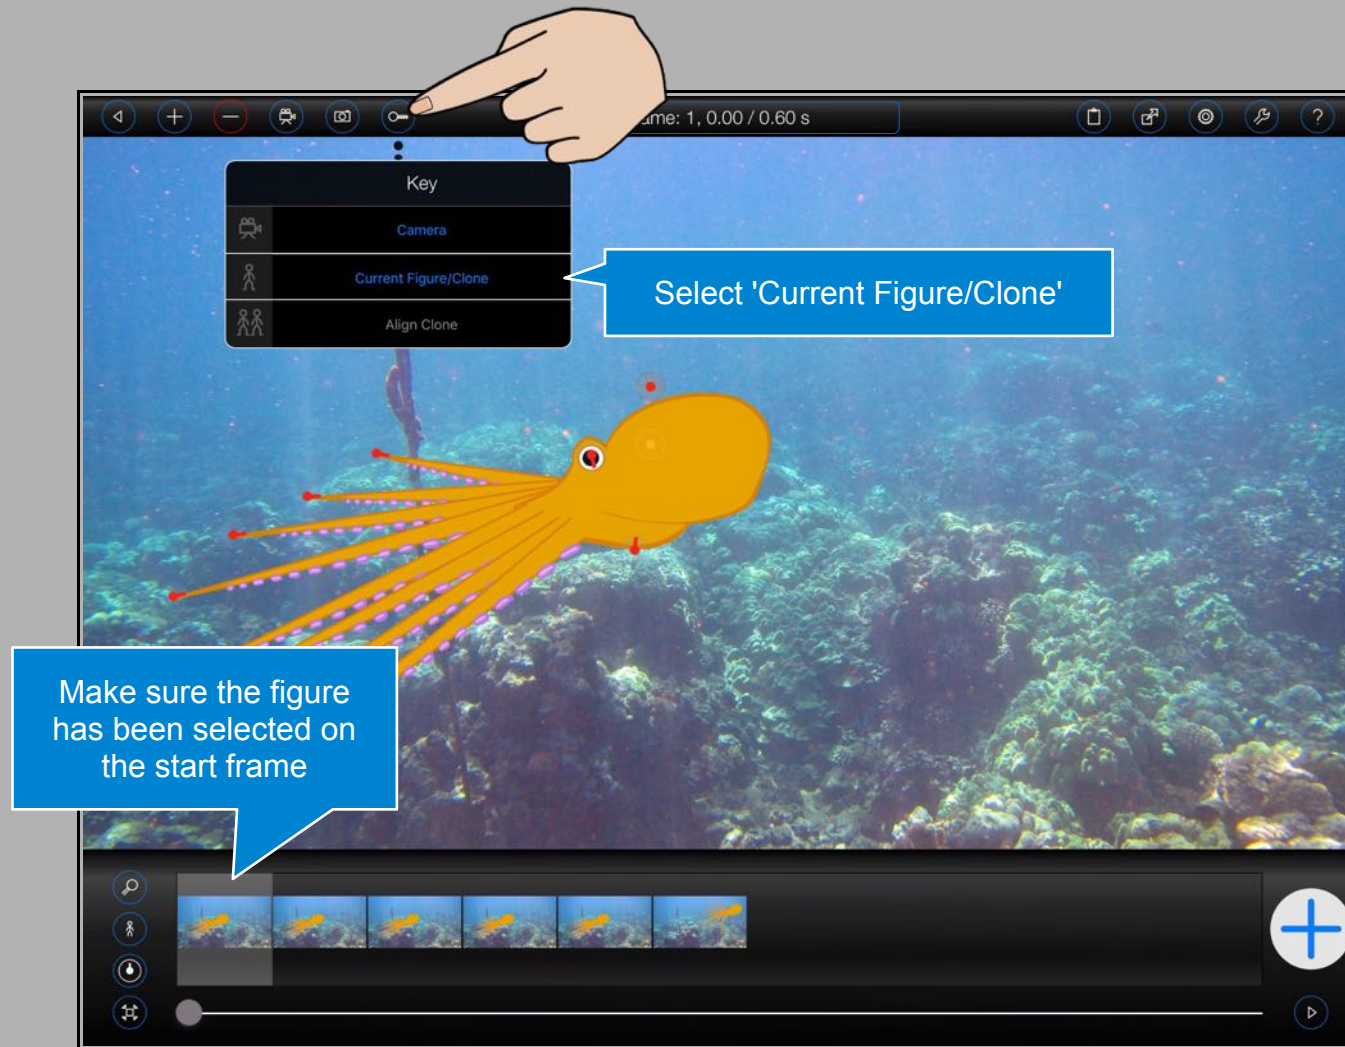 ame: 1, 0.00 / 0.60 s
?
Key
Camera
Current Figure/Clone
Align Clone
Select 'Current Figure/Clone'
Make sure the figure
has been selected on
the start frame